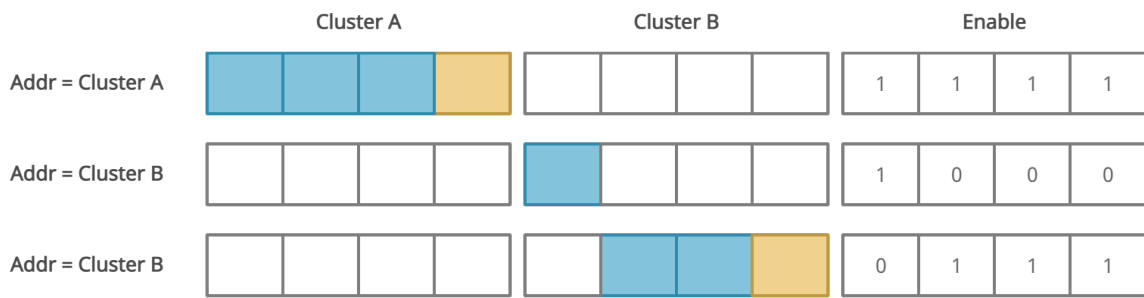 Cluster A Cluster B Enable
Addr = Cluster A 1 1 1 1
Addr = Cluster B 1 0 0 0
Addr = Cluster B 0 1 1 1